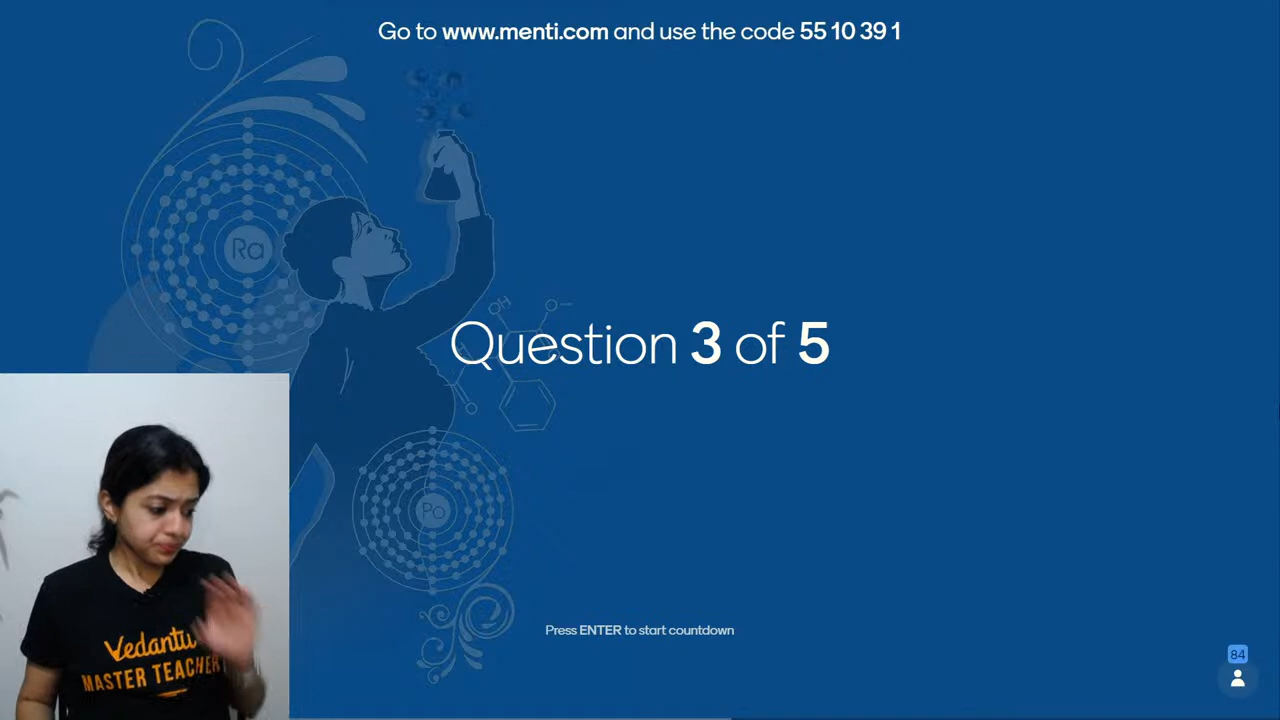 Go to www.menti.com and use the code 55 10 39 1
Ra
OH
O
Question 3 of 5
O
Po
Press ENTER to start countdown
84
Vedantu
MASTER TEACHER